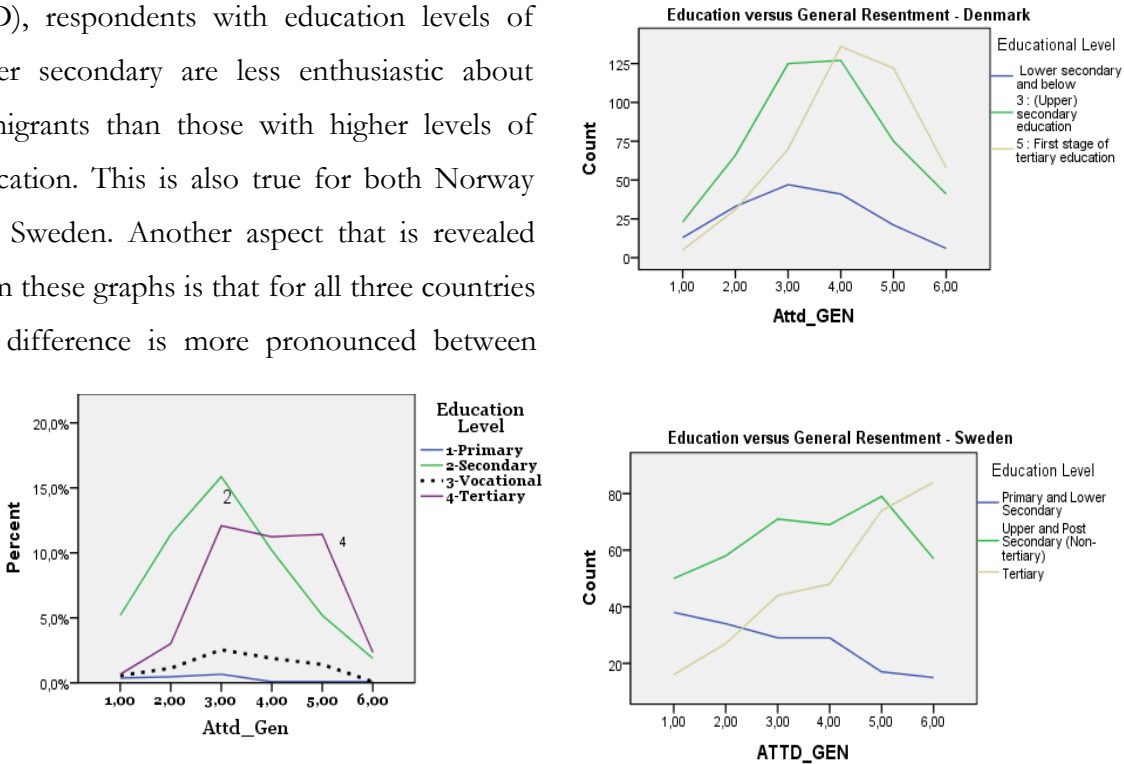 D), respondents with education levels of
er secondary are less enthusiastic about
nigrants than those with higher levels of
cation. This is also true for both Norway
Sweden. Another aspect that is revealed
m these graphs is that for all three countries
difference is more pronounced between
Education versus General Resentment - Denmark
Count
125
100
75
50
25
0
1,00 2,00 3,00 4,00 5,00 6,00
Attd_GEN
Educational Level
Lower secondary
and below
3 : (Upper)
secondary
education
5 : First stage of
tertiary education
Percent
20,0%
15,0%
10,0%
5,0%
0,0%
2
4
1,00 2,00 3,00 4,00 5,00 6,00
Attd_Gen
Education
Level
1-Primary
2-Secondary
3-Vocational
4-Tertiary
Education versus General Resentment - Sweden
Count
80
60
40
20
1,00 2,00 3,00 4,00 5,00 6,00
ATTD_GEN
Education Level
Primary and Lower
Secondary
Upper and Post
Secondary (Non-
tertiary)
Tertiary